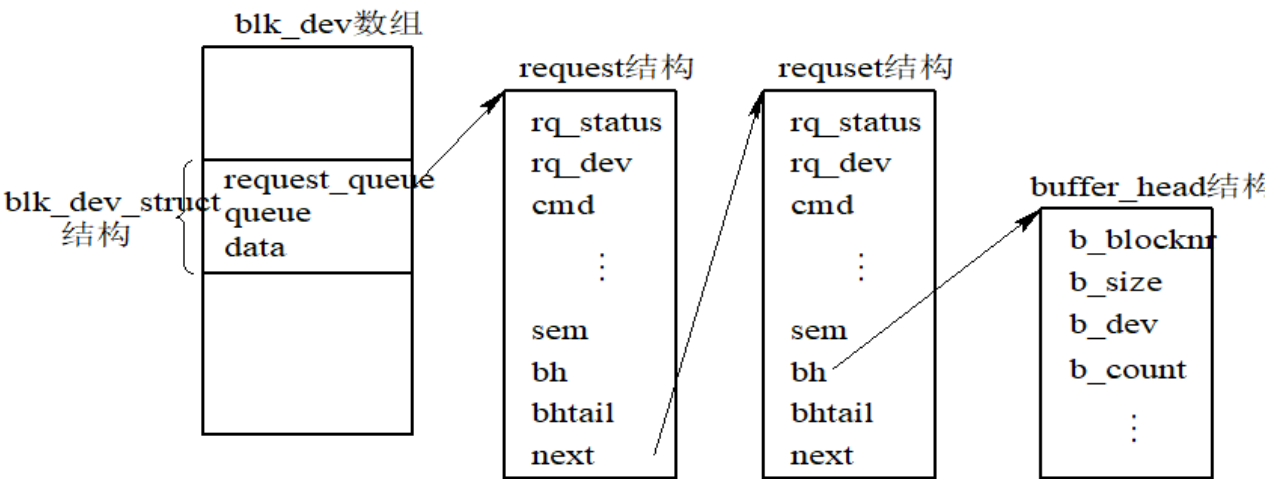 blk_dev数组
blk_dev_struct
结构
request_queue
queue
data
request结构
rq_status
rq_dev
cmd
⋮
sem
bh
bhtail
next
requset结构
rq_status
rq_dev
cmd
⋮
sem
bh
bhtail
next
buffer_head结构
b_blocknr
b_size
b_dev
b_count
⋮